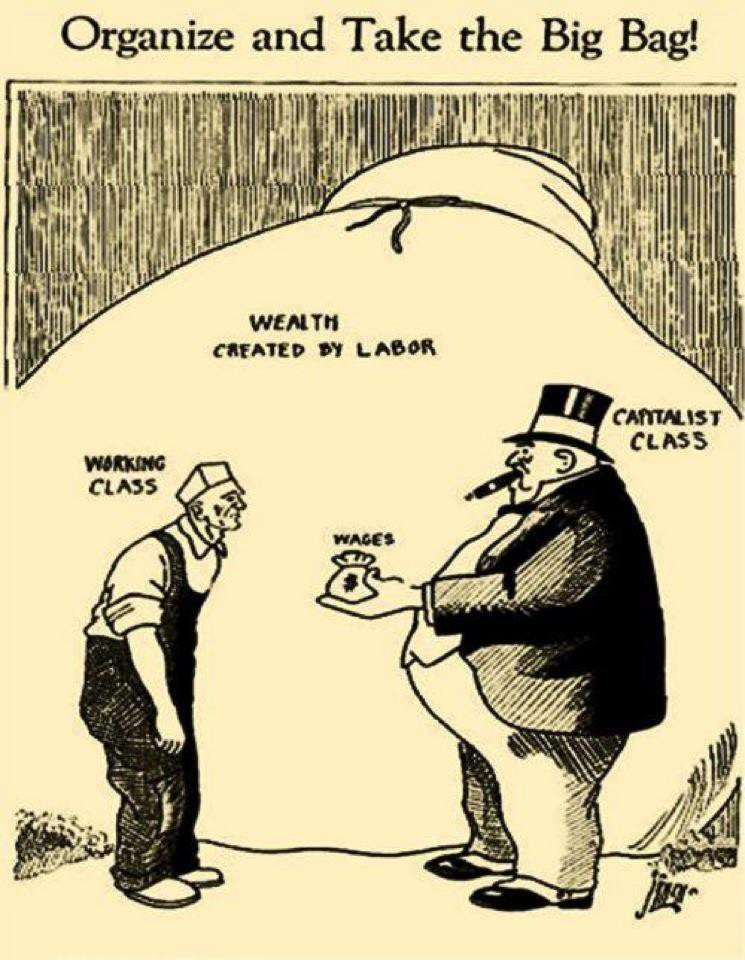 Organize and Take the Big Bag!
WEALTH
CREATED BY LABOR
CAPITALIST
CLASS
WORKING
CLASS
WAGES
$